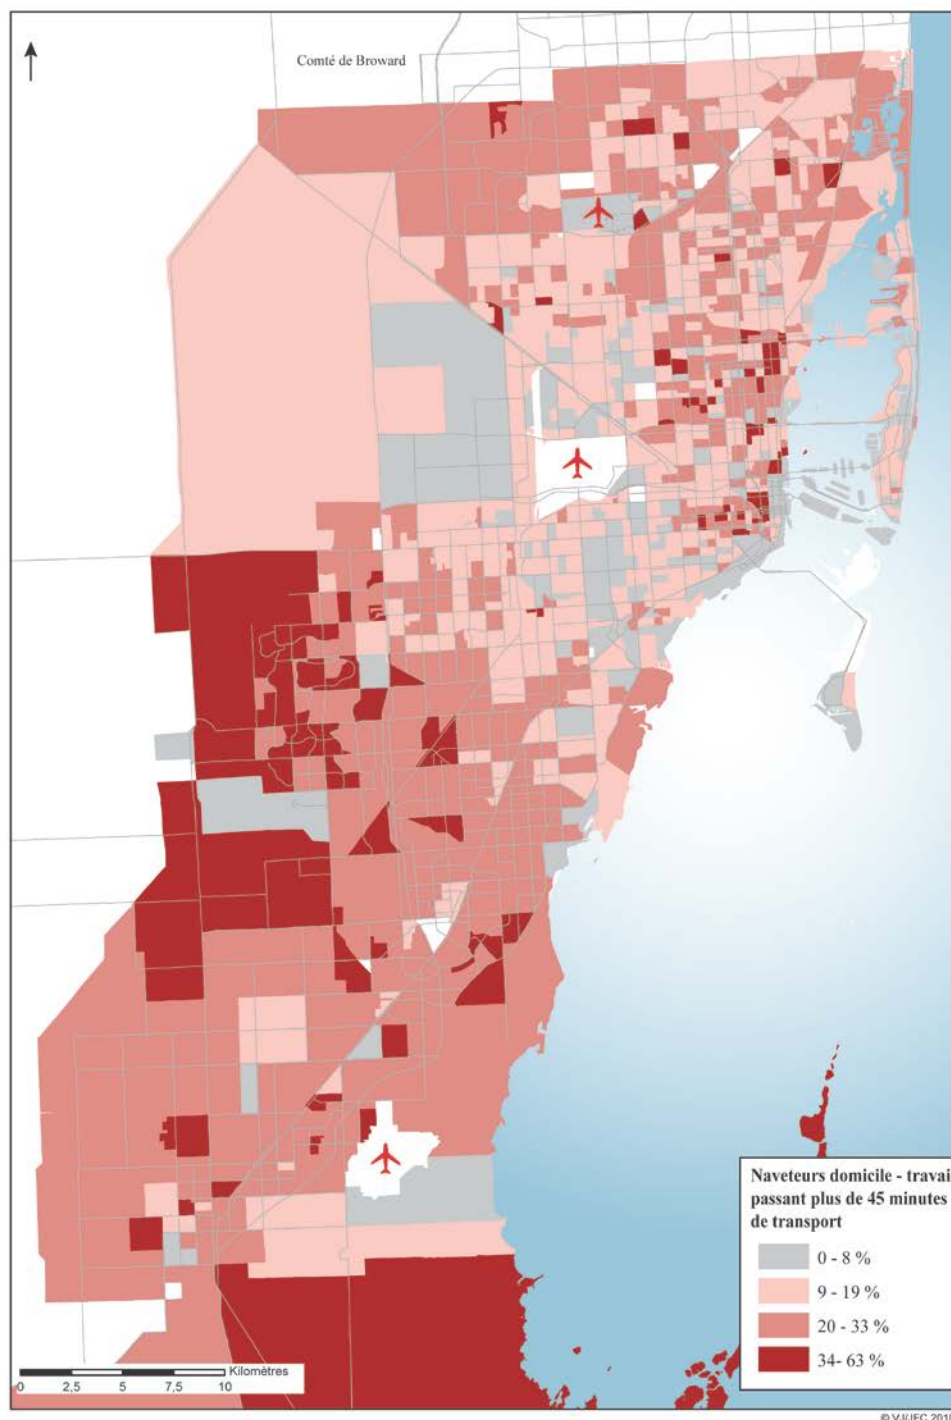 Comté de Broward
Naveteurs domicile - travai
passant plus de 45 minutes
de transport
0 - 8 %
9 - 19 %
20 - 33 %
34- 63 %
Kilomètres
0 2,5 5 7,5 10